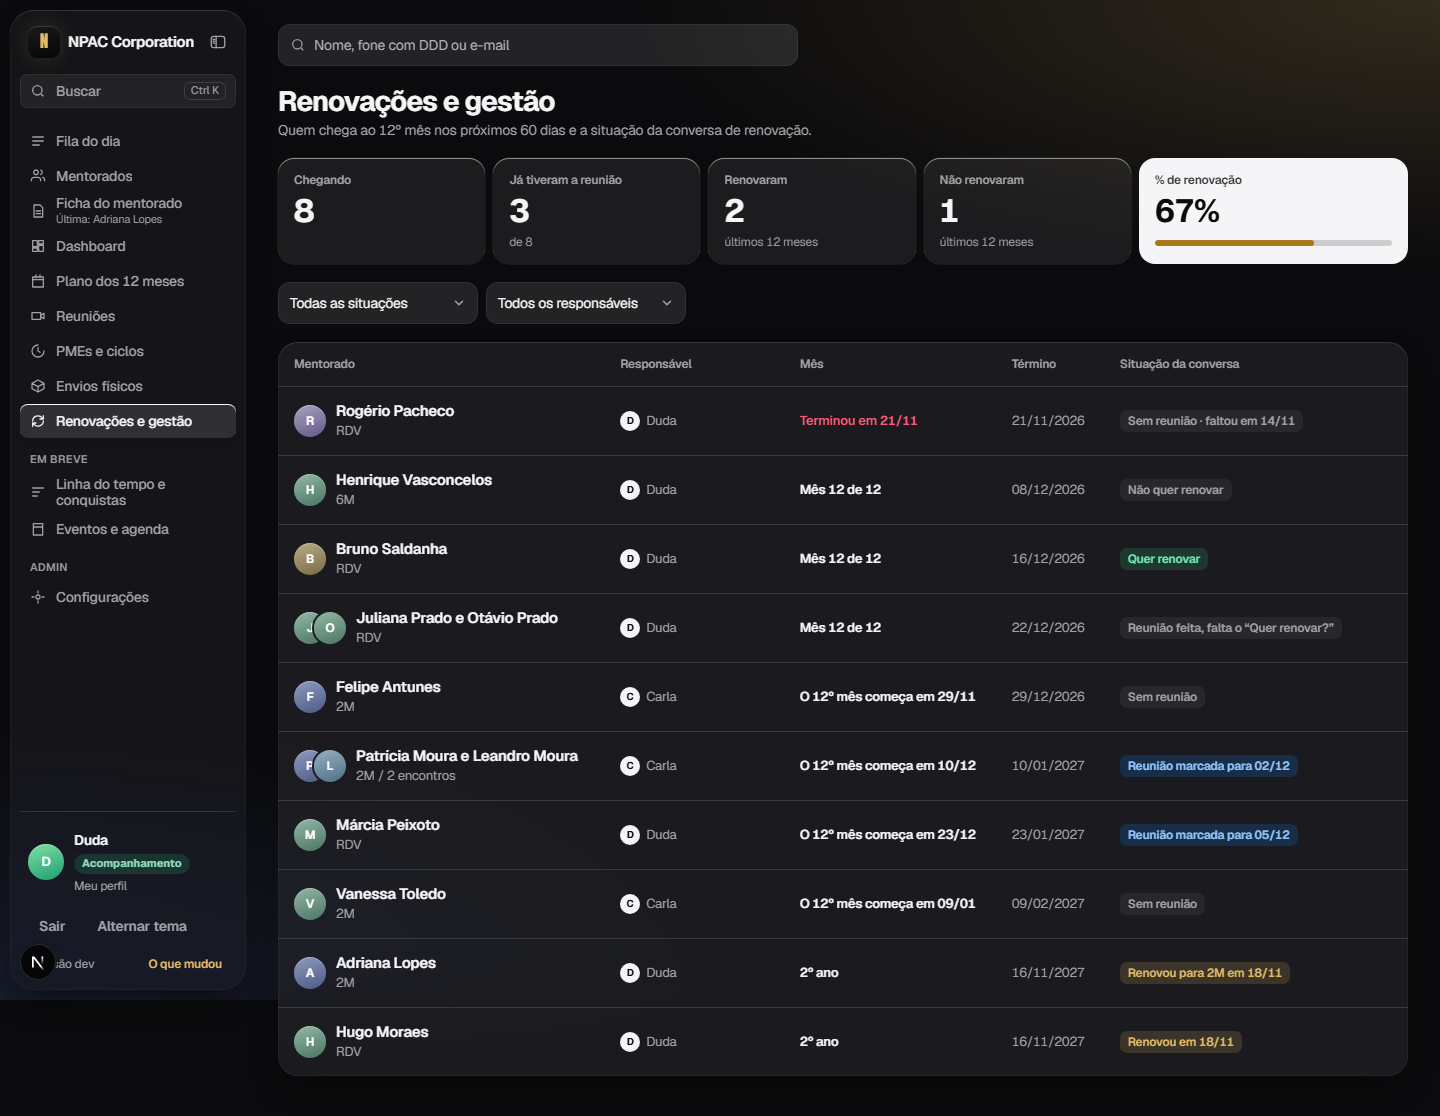 N
NPAC Corporation
Buscar
Ctrl K
Fila do dia
Mentorados
Ficha do mentorado
Última: Adriana Lopes
Dashboard
Plano dos 12 meses
Reuniões
PMEs e ciclos
Envios físicos
Renovações e gestão
EM BREVE
Linha do tempo e
conquistas
Eventos e agenda
ADMIN
Configurações
D
Duda
Acompanhamento
Meu perfil
Sair
Alternar tema
N
O que mudou
dev
Nome, fone com DDD ou e-mail
Renovações e gestão
Quem chega ao 12º mês nos próximos 60 dias e a situação da conversa de renovação.
Chegando
8
Já tiveram a reunião
3
de 8
Renovaram
2
últimos 12 meses
Não renovaram
1
últimos 12 meses
% de renovação
67%
Todas as situações
Todos os responsáveis
Mentorado Responsável Mês Término Situação da conversa
R Rogério Pacheco
RDV
D Duda Terminou em 21/11 21/11/2026 Sem reunião · faltou em 14/11
H Henrique Vasconcelos
6M
D Duda Mês 12 de 12 08/12/2026 Não quer renovar
B Bruno Saldanha
RDV
D Duda Mês 12 de 12 16/12/2026 Quer renovar
J O Juliana Prado e Otávio Prado
RDV
D Duda Mês 12 de 12 22/12/2026 Reunião feita, falta o “Quer renovar?”
F Felipe Antunes
2M
C Carla O 12º mês começa em 29/11 29/12/2026 Sem reunião
P L Patrícia Moura e Leandro Moura
2M / 2 encontros
C Carla O 12º mês começa em 10/12 10/01/2027 Reunião marcada para 02/12
M Márcia Peixoto
RDV
D Duda O 12º mês começa em 23/12 23/01/2027 Reunião marcada para 05/12
V Vanessa Toledo
2M
C Carla O 12º mês começa em 09/01 09/02/2027 Sem reunião
A Adriana Lopes
2M
D Duda 2º ano 16/11/2027 Renovou para 2M em 18/11
H Hugo Moraes
RDV
D Duda 2º ano 16/11/2027 Renovou em 18/11